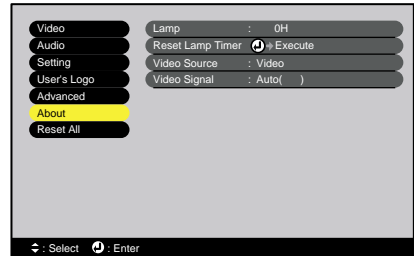 Video
Audio
Setting
User's Logo
Advanced
About
Reset All
Lamp : 0H
Reset Lamp Timer Execute
Video Source : Video
Video Signal : Auto( )
: Select : Enter